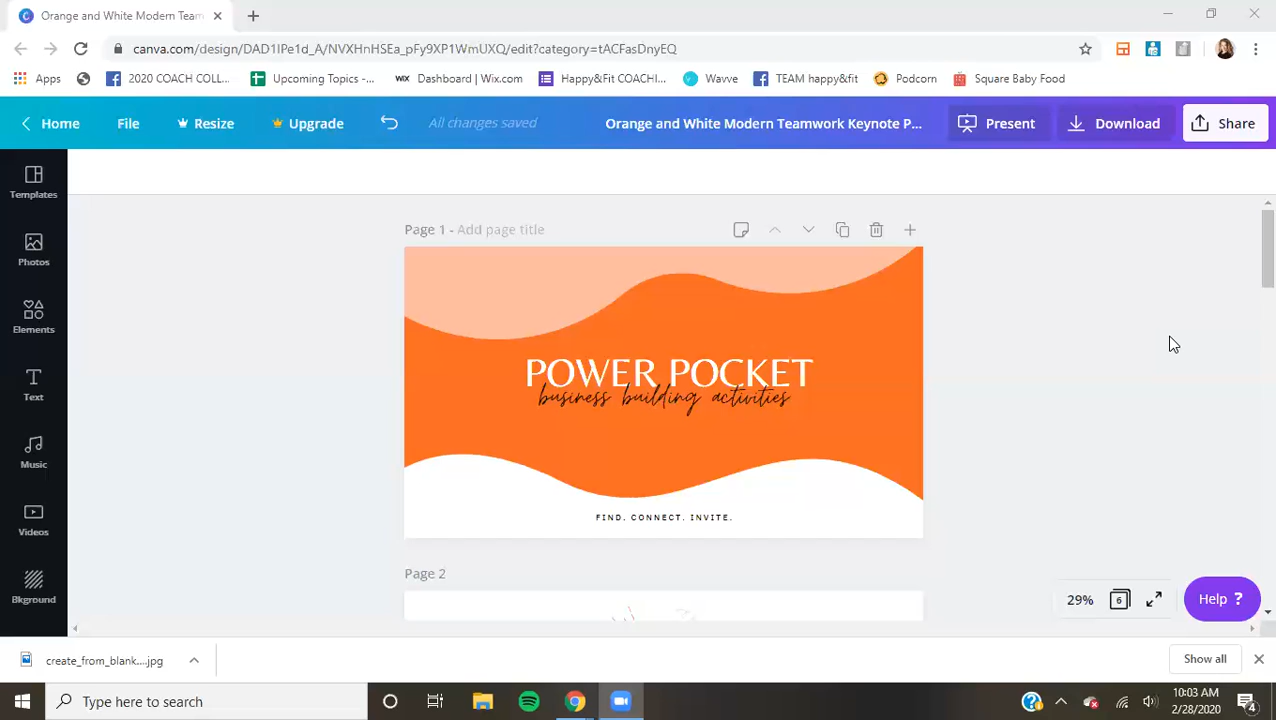 Orange and White Modern Team
canva.com/design/DAD1IPe1d_A/NVXHnHSEa_pFy9XP1WmUXQ/edit?category=tACFasDnyEQ
Apps
2020 COACH COLL...
Upcoming Topics -...
WIX Dashboard | Wix.com
Happy&Fit COACHI...
Wavve
TEAM happy&fit
Podcorn
Square Baby Food
Home
File
Resize
Upgrade
All changes saved
Orange and White Modern Teamwork Keynote P...
Present
Download
Share
Templates
Photos
Elements
Text
Music
Videos
Bkground
Page 1 - Add page title
POWER POCKET
business building activities
FIND. CONNECT. INVITE.
Page 2
29%
6
Help ?
create_from_blank....jpg
Show all
Type here to search
10:03 AM
2/28/2020
4